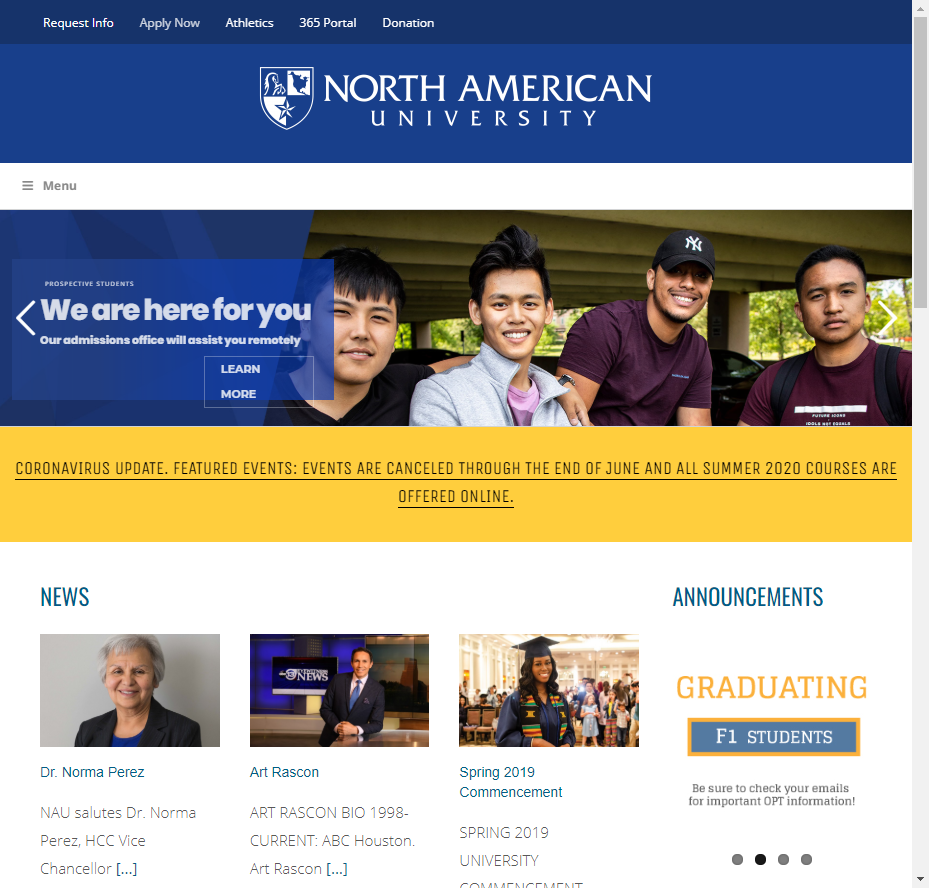 Request Info Apply Now Athletics 365 Portal Donation
NORTH AMERICAN
UNIVERSITY
Menu
PROSPECTIVE STUDENTS
We are here for you
Our admissions office will assist you remotely
LEARN
MORE
CORONAVIRUS UPDATE. FEATURED EVENTS: EVENTS ARE CANCELED THROUGH THE END OF JUNE AND ALL SUMMER 2020 COURSES ARE
OFFERED ONLINE.
NEWS
Dr. Norma Perez
NAU salutes Dr. Norma
Perez, HCC Vice
Chancellor [...]
NEWS
Art Rascon
ART RASCON BIO 1998-
CURRENT: ABC Houston.
Art Rascon [...]
Spring 2019
Commencement
SPRING 2019
UNIVERSITY
COMMENCEMENT
ANNOUNCEMENTS
GRADUATING
F1 STUDENTS
Be sure to check your emails
for important OPT information!